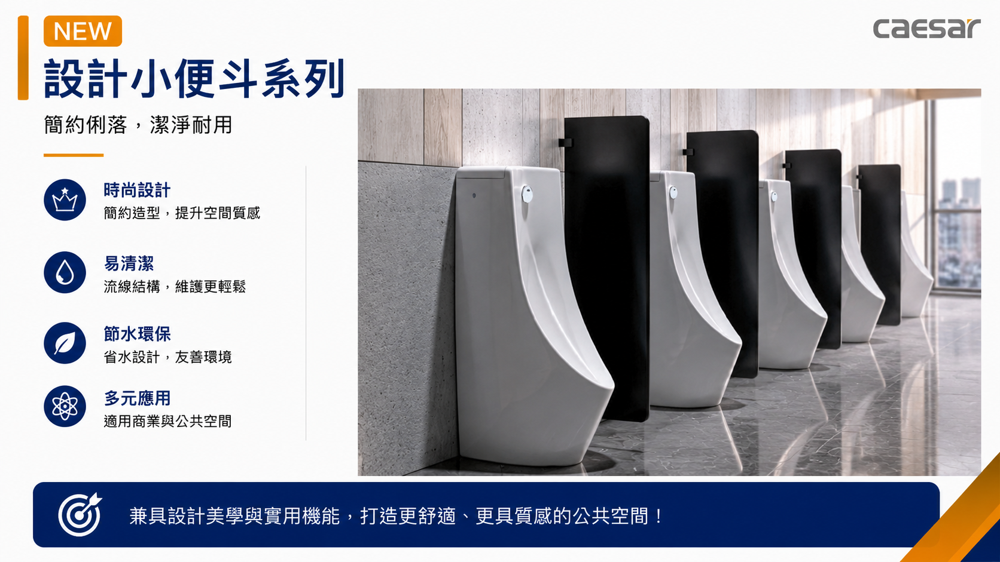 NEW
caesar
設計小便斗系列
簡約俐落，潔淨耐用
時尚設計
簡約造型，提升空間質感
易清潔
流線結構，維護更輕鬆
節水環保
省水設計，友善環境
多元應用
適用商業與公共空間
兼具設計美學與實用機能，打造更舒適、更具質感的公共空間！